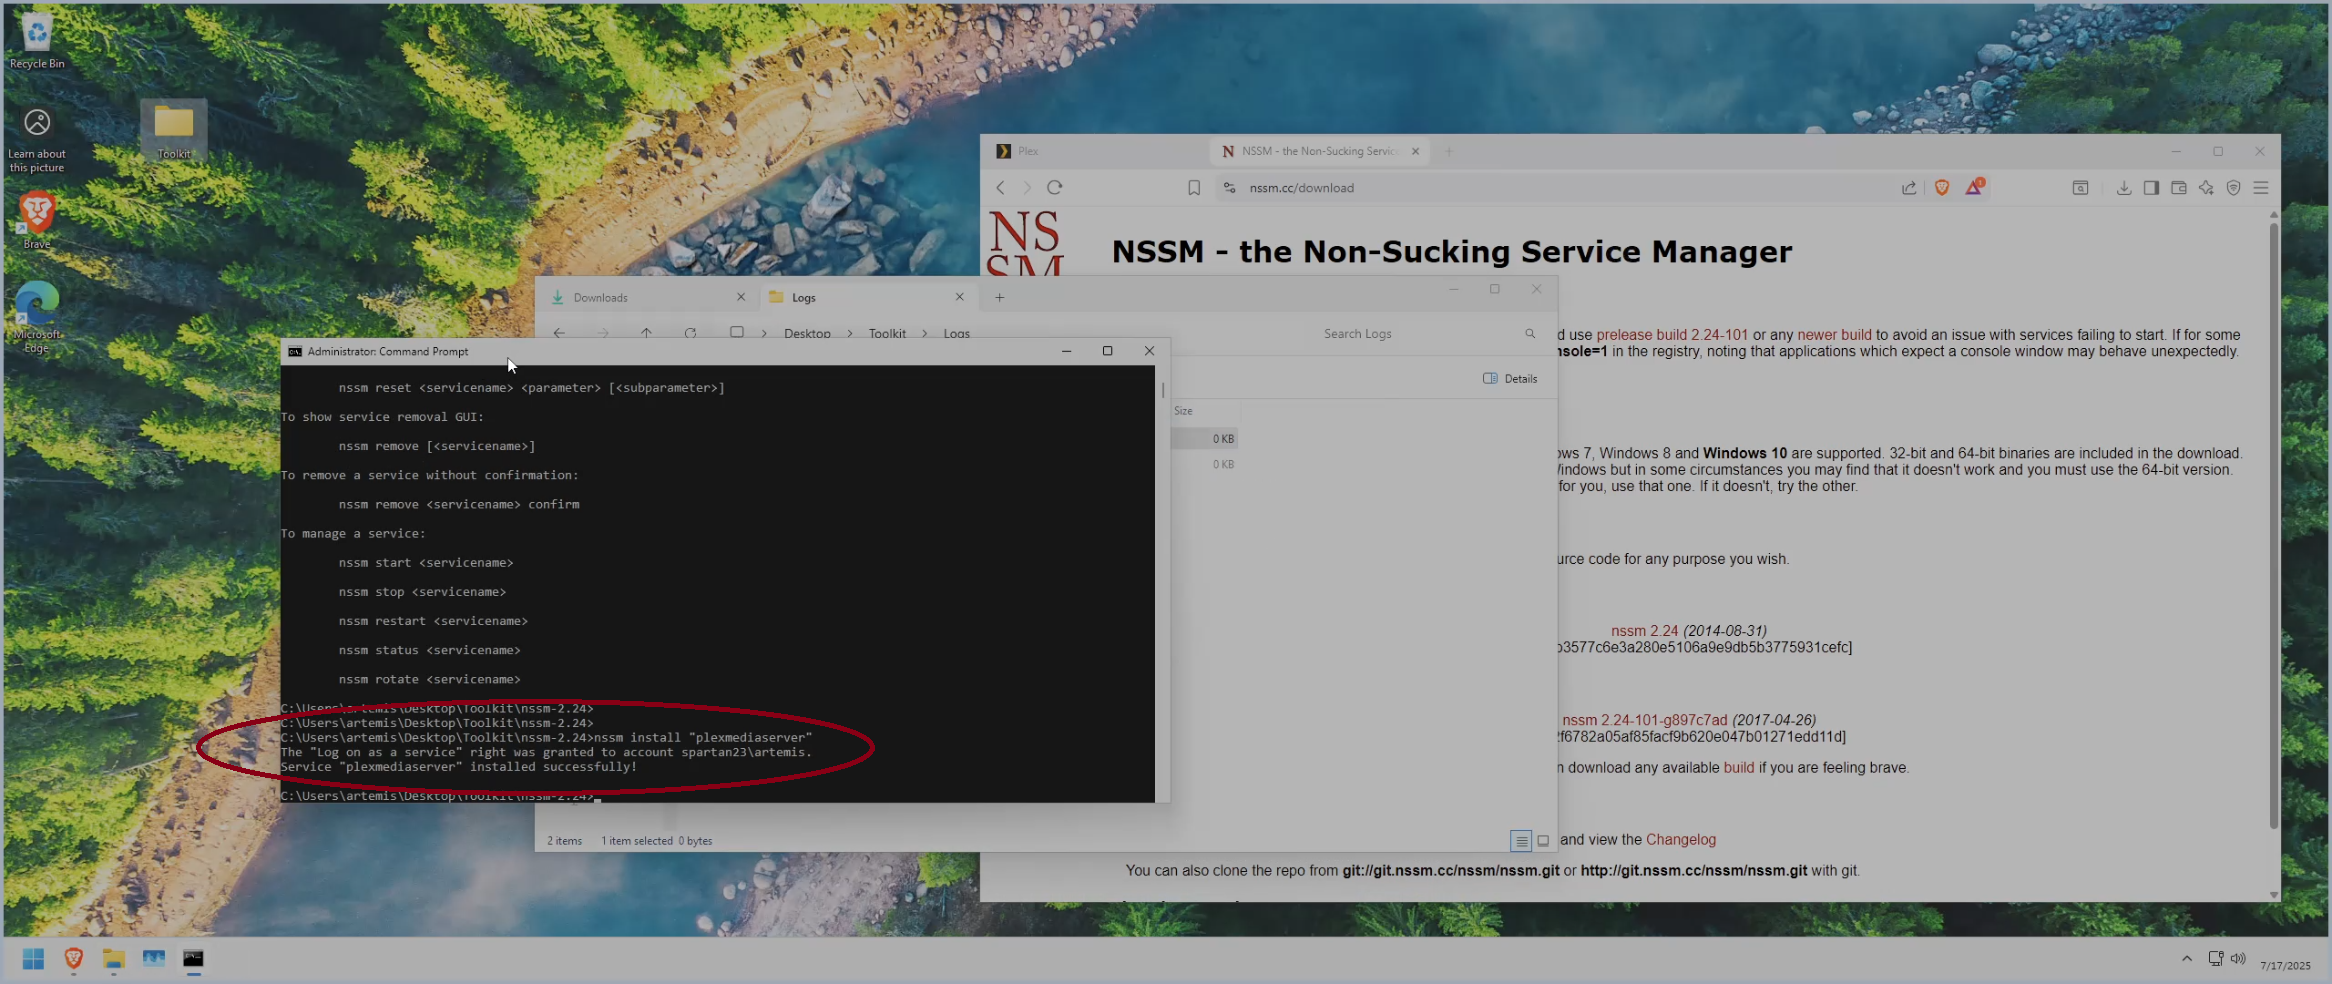 Recycle Bin
Learn about
this picture
Toolkit
Brave
Microsoft
Edge
Plex
NSSM - the Non-Sucking Servic
nssm.cc/download
NS
SM
NSSM - the Non-Sucking Service Manager
d use prelease build 2.24-101 or any newer build to avoid an issue with services failing to start. If for some
nsole=1 in the registry, noting that applications which expect a console window may behave unexpectedly.
ows 7, Windows 8 and Windows 10 are supported. 32-bit and 64-bit binaries are included in the download.
Windows but in some circumstances you may find that it doesn't work and you must use the 64-bit version.
for you, use that one. If it doesn't, try the other.
urce code for any purpose you wish.
nssm 2.24 (2014-08-31)
b3577c6e3a280e5106a9e9db5b3775931cefc]
nssm 2.24-101-g897c7ad (2017-04-26)
2f6782a05af85facf9b620e047b01271edd11d]
n download any available build if you are feeling brave.
and view the Changelog
You can also clone the repo from git://git.nssm.cc/nssm/nssm.git or http://git.nssm.cc/nssm/nssm.git with git.
Downloads
Logs
Desktop > Toolkit > Logs
Search Logs
Details
Size
0 KB
0 KB
2 items 1 item selected 0 bytes
Administrator: Command Prompt
nssm reset <servicename> <parameter> [<subparameter>]
To show service removal GUI:
nssm remove [<servicename>]
To remove a service without confirmation:
nssm remove <servicename> confirm
To manage a service:
nssm start <servicename>
nssm stop <servicename>
nssm restart <servicename>
nssm status <servicename>
nssm rotate <servicename>
C:\Users\artemis\Desktop\Toolkit\nssm-2.24>
C:\Users\artemis\Desktop\Toolkit\nssm-2.24>
C:\Users\artemis\Desktop\Toolkit\nssm-2.24>nssm install "plexmediaserver"
The "Log on as a service" right was granted to account spartan23\artemis.
Service "plexmediaserver" installed successfully!
C:\Users\artemis\Desktop\Toolkit\nssm-2.24>
7/17/2025